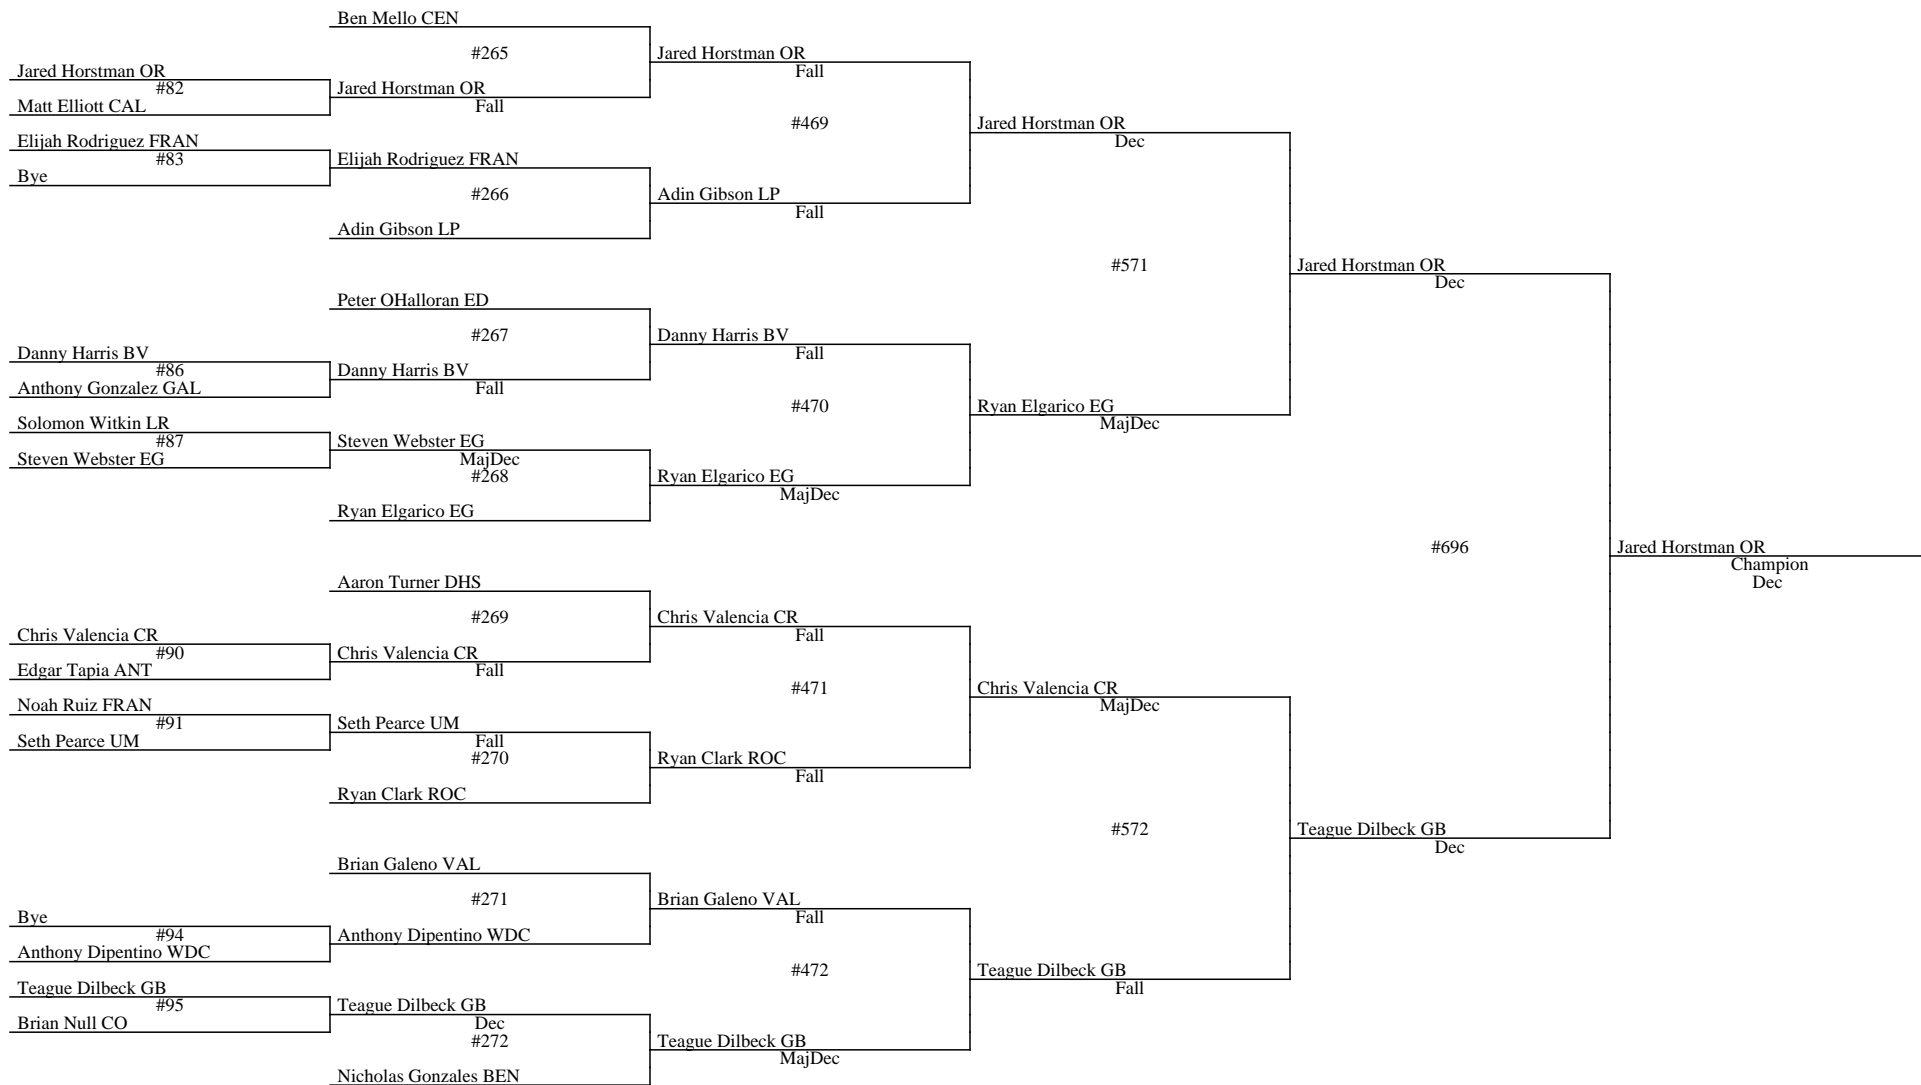 Ben Mello CEN
#265
Jared Horstman OR
Fall
Jared Horstman OR
#82
Jared Horstman OR
Fall
Matt Elliott CAL
#469
Jared Horstman OR
Dec
Elijah Rodriguez FRAN
#83
Elijah Rodriguez FRAN
Bye
#266
Adin Gibson LP
Fall
Adin Gibson LP
#571
Jared Horstman OR
Dec
Peter OHalloran ED
#267
Danny Harris BV
Fall
Danny Harris BV
#86
Danny Harris BV
Fall
Anthony Gonzalez GAL
#470
Ryan Elgarico EG
MajDec
Solomon Witkin LR
#87
Steven Webster EG
MajDec
Steven Webster EG
#268
Ryan Elgarico EG
MajDec
Ryan Elgarico EG
#696
Jared Horstman OR
Champion
Dec
Aaron Turner DHS
#269
Chris Valencia CR
Fall
Chris Valencia CR
#90
Chris Valencia CR
Fall
Edgar Tapia ANT
#471
Chris Valencia CR
MajDec
Noah Ruiz FRAN
#91
Seth Pearce UM
Fall
Seth Pearce UM
#270
Ryan Clark ROC
Fall
Ryan Clark ROC
#572
Teague Dilbeck GB
Dec
Brian Galeno VAL
#271
Brian Galeno VAL
Fall
Bye
#94
Anthony Dipentino WDC
Anthony Dipentino WDC
#472
Teague Dilbeck GB
Fall
Teague Dilbeck GB
#95
Teague Dilbeck GB
Dec
Brian Null CO
#272
Teague Dilbeck GB
MajDec
Nicholas Gonzales BEN